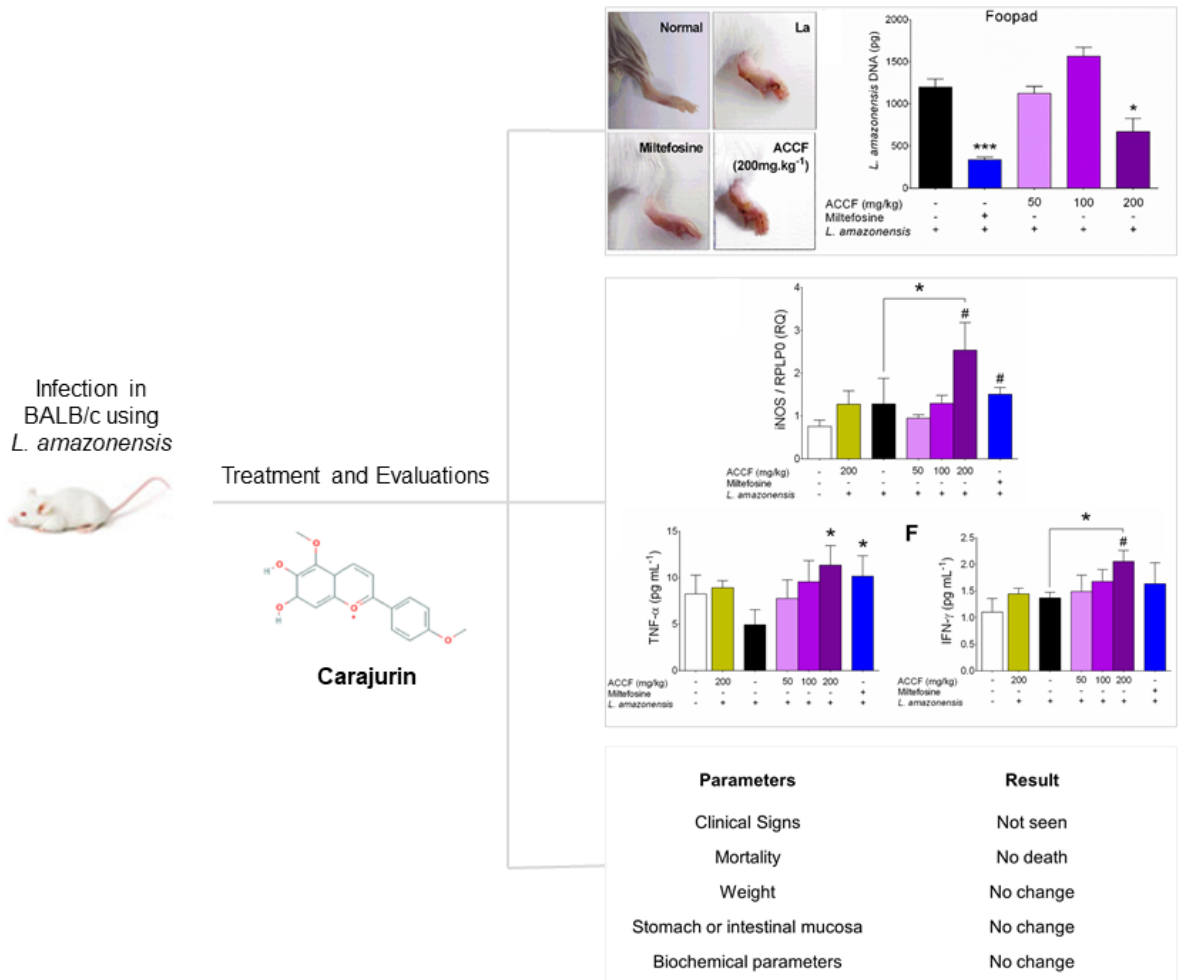 Infection in
BALB/c using
L. amazonensis
Treatment and Evaluations
H
O
O
O
H
O
O
Carajurin
Normal
La
Miltefosine
ACCF
(200mg.kg-1)
Foopad
L. amazonensis DNA (pg)
2000
1500
1000
500
0
***
*
ACCF (mg/kg) - - 50 100 200
Miltefosine - + - - -
L. amazonensis + + + + +
iNOS / RPLP0 (RQ)
4
3
2
1
0
*
#
#
ACCF (mg/kg) - 200 - 50 100 200 -
Miltefosine - - - - - - +
L. amazonensis - + + + + + +
TNF-α (pg mL-1)
15
10
5
0
*
*
ACCF (mg/kg) - 200 - 50 100 200 -
Miltefosine - - - - - - +
L. amazonensis - + + + + + +
F
IFN-γ (pg mL-1)
2.5
2.0
1.5
1.0
0.5
0.0
*
#
ACCF (mg/kg) - 200 - 50 100 200 -
Miltefosine - - - - - - +
L. amazonensis - + + + + + +
Parameters Result
Clinical Signs Not seen
Mortality No death
Weight No change
Stomach or intestinal mucosa No change
Biochemical parameters No change